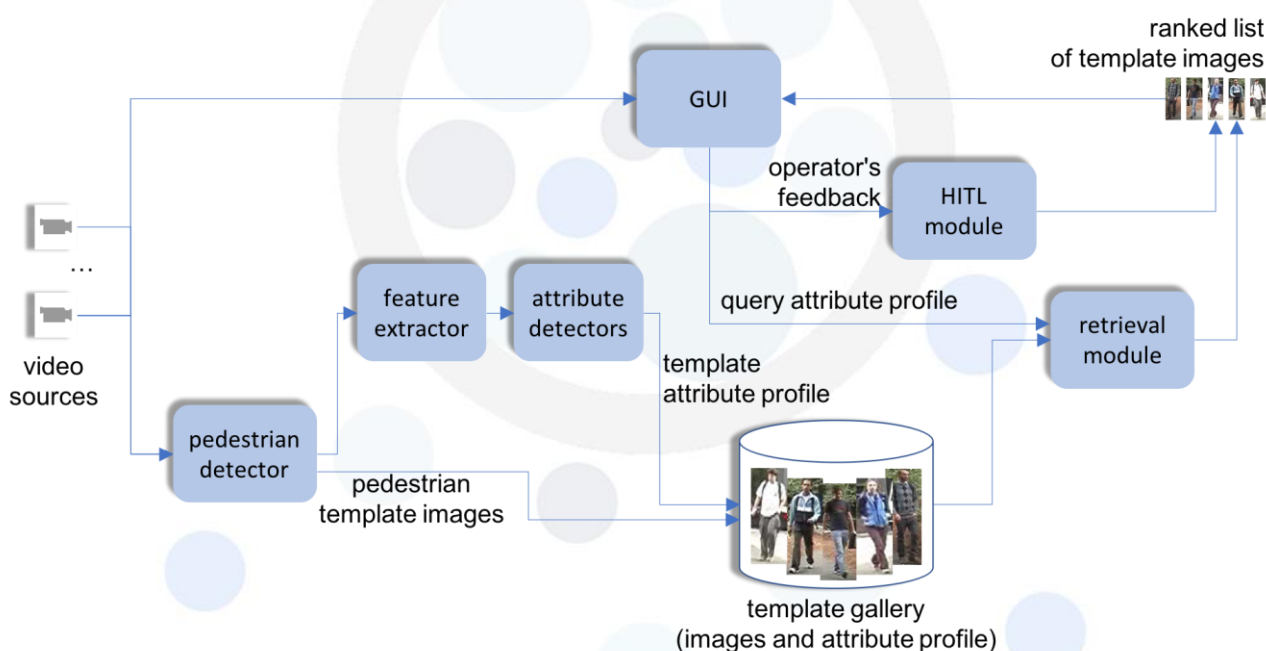 ranked list
of template images
GUI
operator's
feedback
HITL
module
...
feature
extractor
attribute
detectors
query attribute profile
retrieval
module
video
sources
template
attribute profile
pedestrian
detector
pedestrian
template images
template gallery
(images and attribute profile)